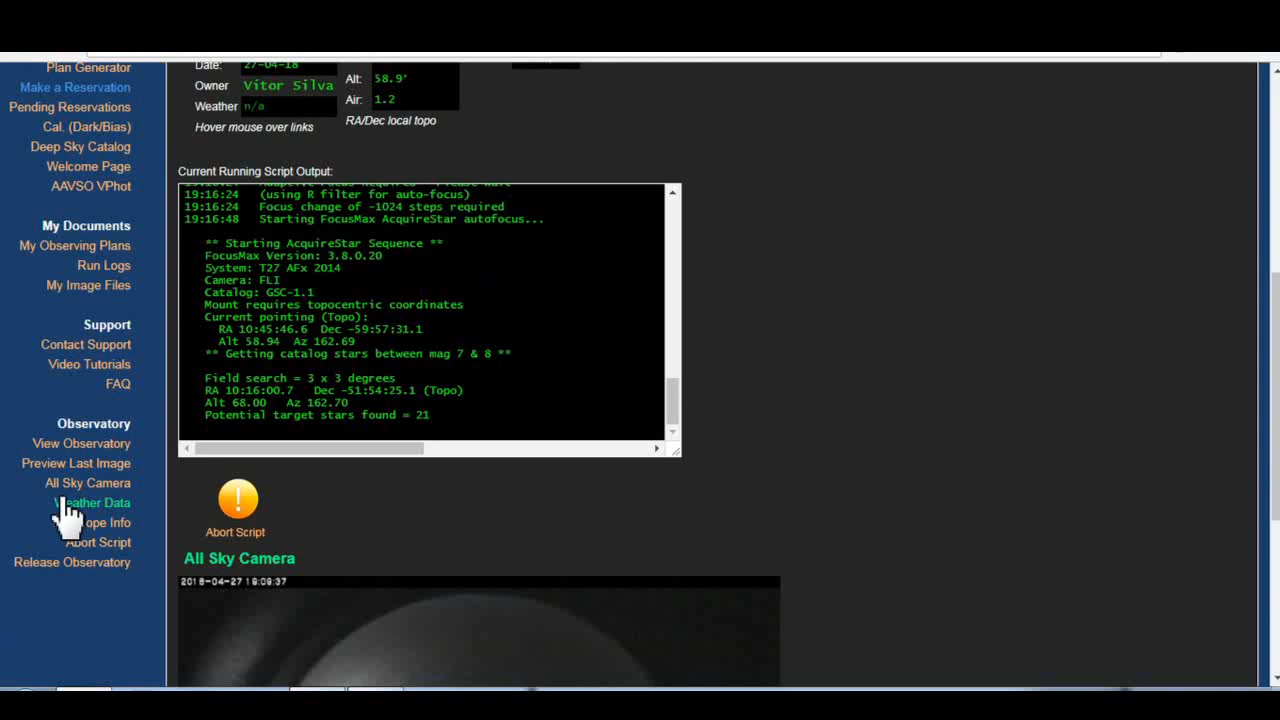 Plan Generator
Make a Reservation
Pending Reservations
Cal. (Dark/Bias)
Deep Sky Catalog
Welcome Page
AAVSO VPhot
My Documents
My Observing Plans
Run Logs
My Image Files
Support
Contact Support
Video Tutorials
FAQ
Observatory
View Observatory
Preview Last Image
All Sky Camera
Weather Data
ope Info
Abort Script
Release Observatory
Date: 27-04-18
Owner Vítor Silva
Weather n/a
Hover mouse over links
Alt: 58.9°
Air: 1.2
RA/Dec local topo
Current Running Script Output:
19:16:24 (using R filter for auto-focus)
19:16:24 Focus change of -1024 steps required
19:16:48 Starting FocusMax AcquireStar autofocus...
** Starting AcquireStar Sequence **
FocusMax Version: 3.8.0.20
System: T27 AFx 2014
Camera: FLI
Catalog: GSC-1.1
Mount requires topocentric coordinates
Current pointing (Topo):
RA 10:45:46.6 Dec -59:57:31.1
Alt 58.94 Az 162.69
** Getting catalog stars between mag 7 & 8 **
Field search = 3 x 3 degrees
RA 10:16:00.7 Dec -51:54:25.1 (Topo)
Alt 68.00 Az 162.70
Potential target stars found = 21
Abort Script
All Sky Camera
2018-04-27 19:09:37